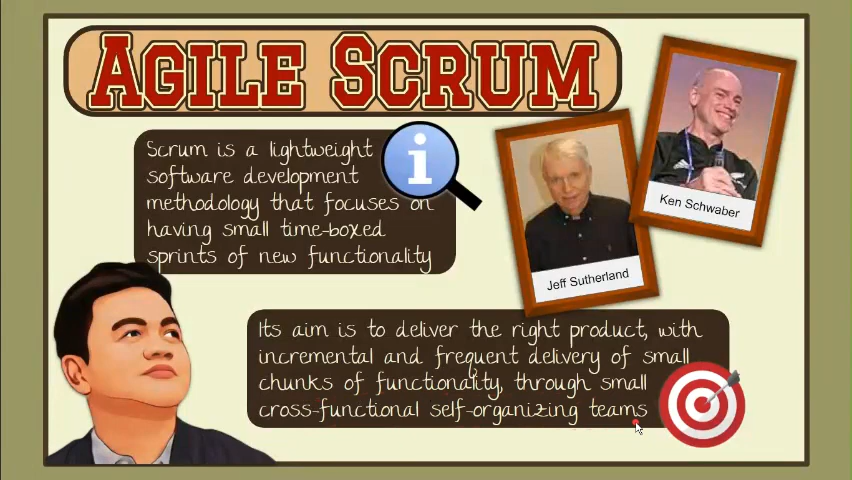 AGILE SCRUM
Scrum is a lightweight
software development
methodology that focuses on
having small time-boxed
sprints of new functionality
i
Ken Schwaber
Jeff Sutherland
Its aim is to deliver the right product, with
incremental and frequent delivery of small
chunks of functionality, through small
cross-functional self-organizing teams